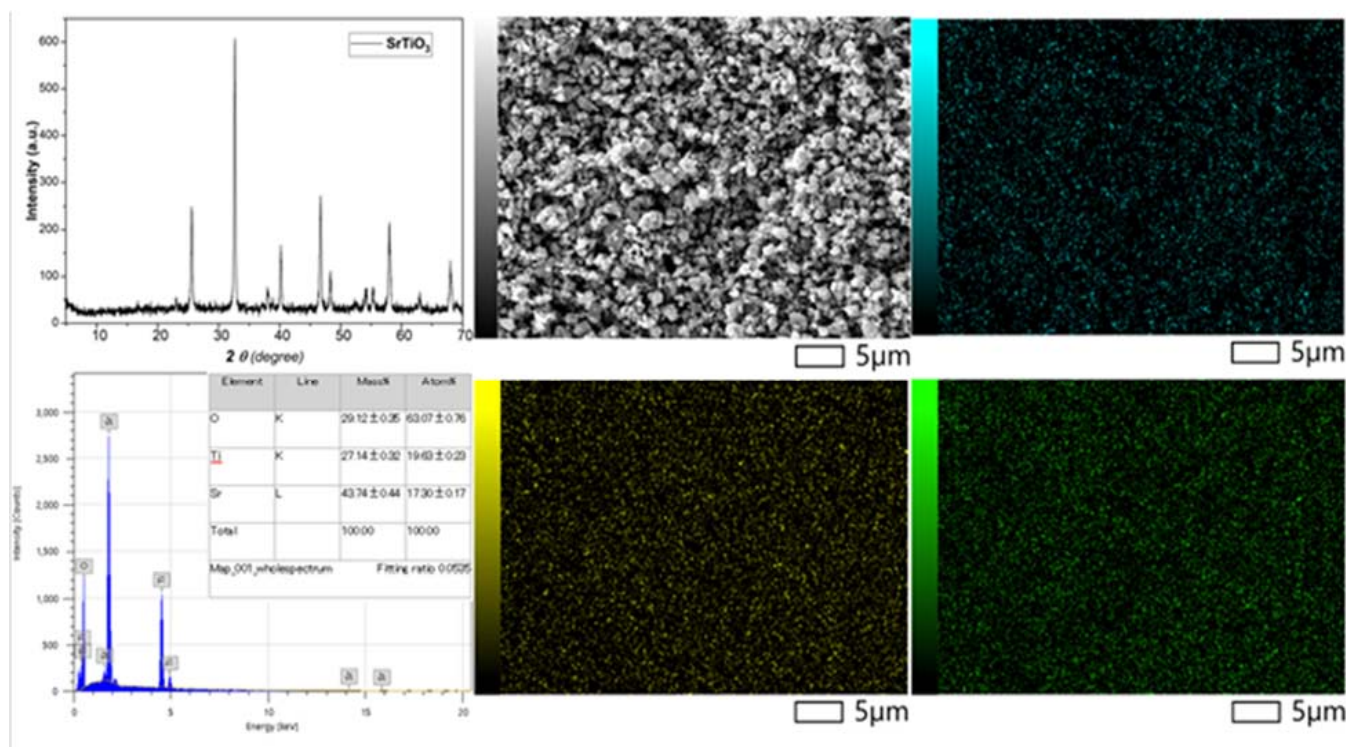 SrTiO3
Intensity (a.u.)
600
500
400
300
200
100
0
10 20 30 40 50 60 70
2 θ (degree)
5μm
5μm
Element Line Mass% Atom%
O K 29.12±0.35 63.07±0.76
Ti K 27.14±0.32 19.63±0.23
Sr L 43.74±0.44 17.30±0.17
Total 100.00 100.00
Map_001_wholespectrum Fitting ratio 0.0535
Intensity [Counts]
3,000
2,500
2,000
1,500
1,000
500
0
O
0 5 10 15 20
Energy [keV]
5μm
5μm